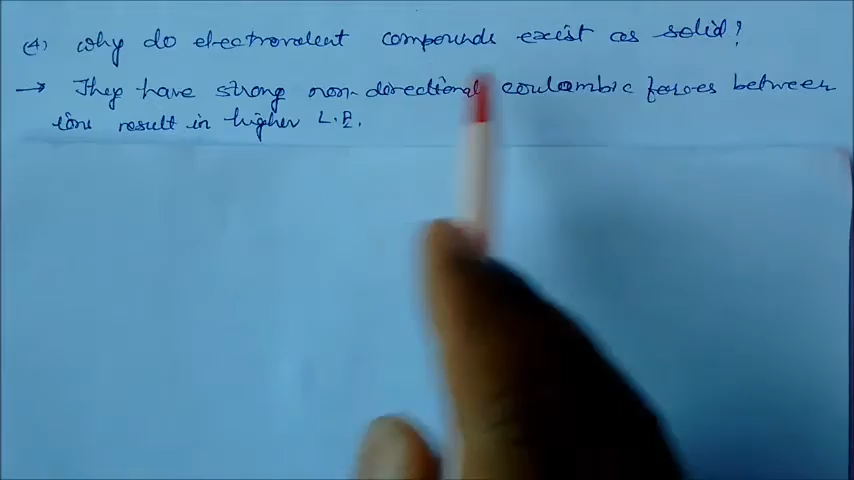 (4) why do electrovalent compounds exist as solid?
→ They have strong non-directional coulombic forces between
ions result in higher L.E.